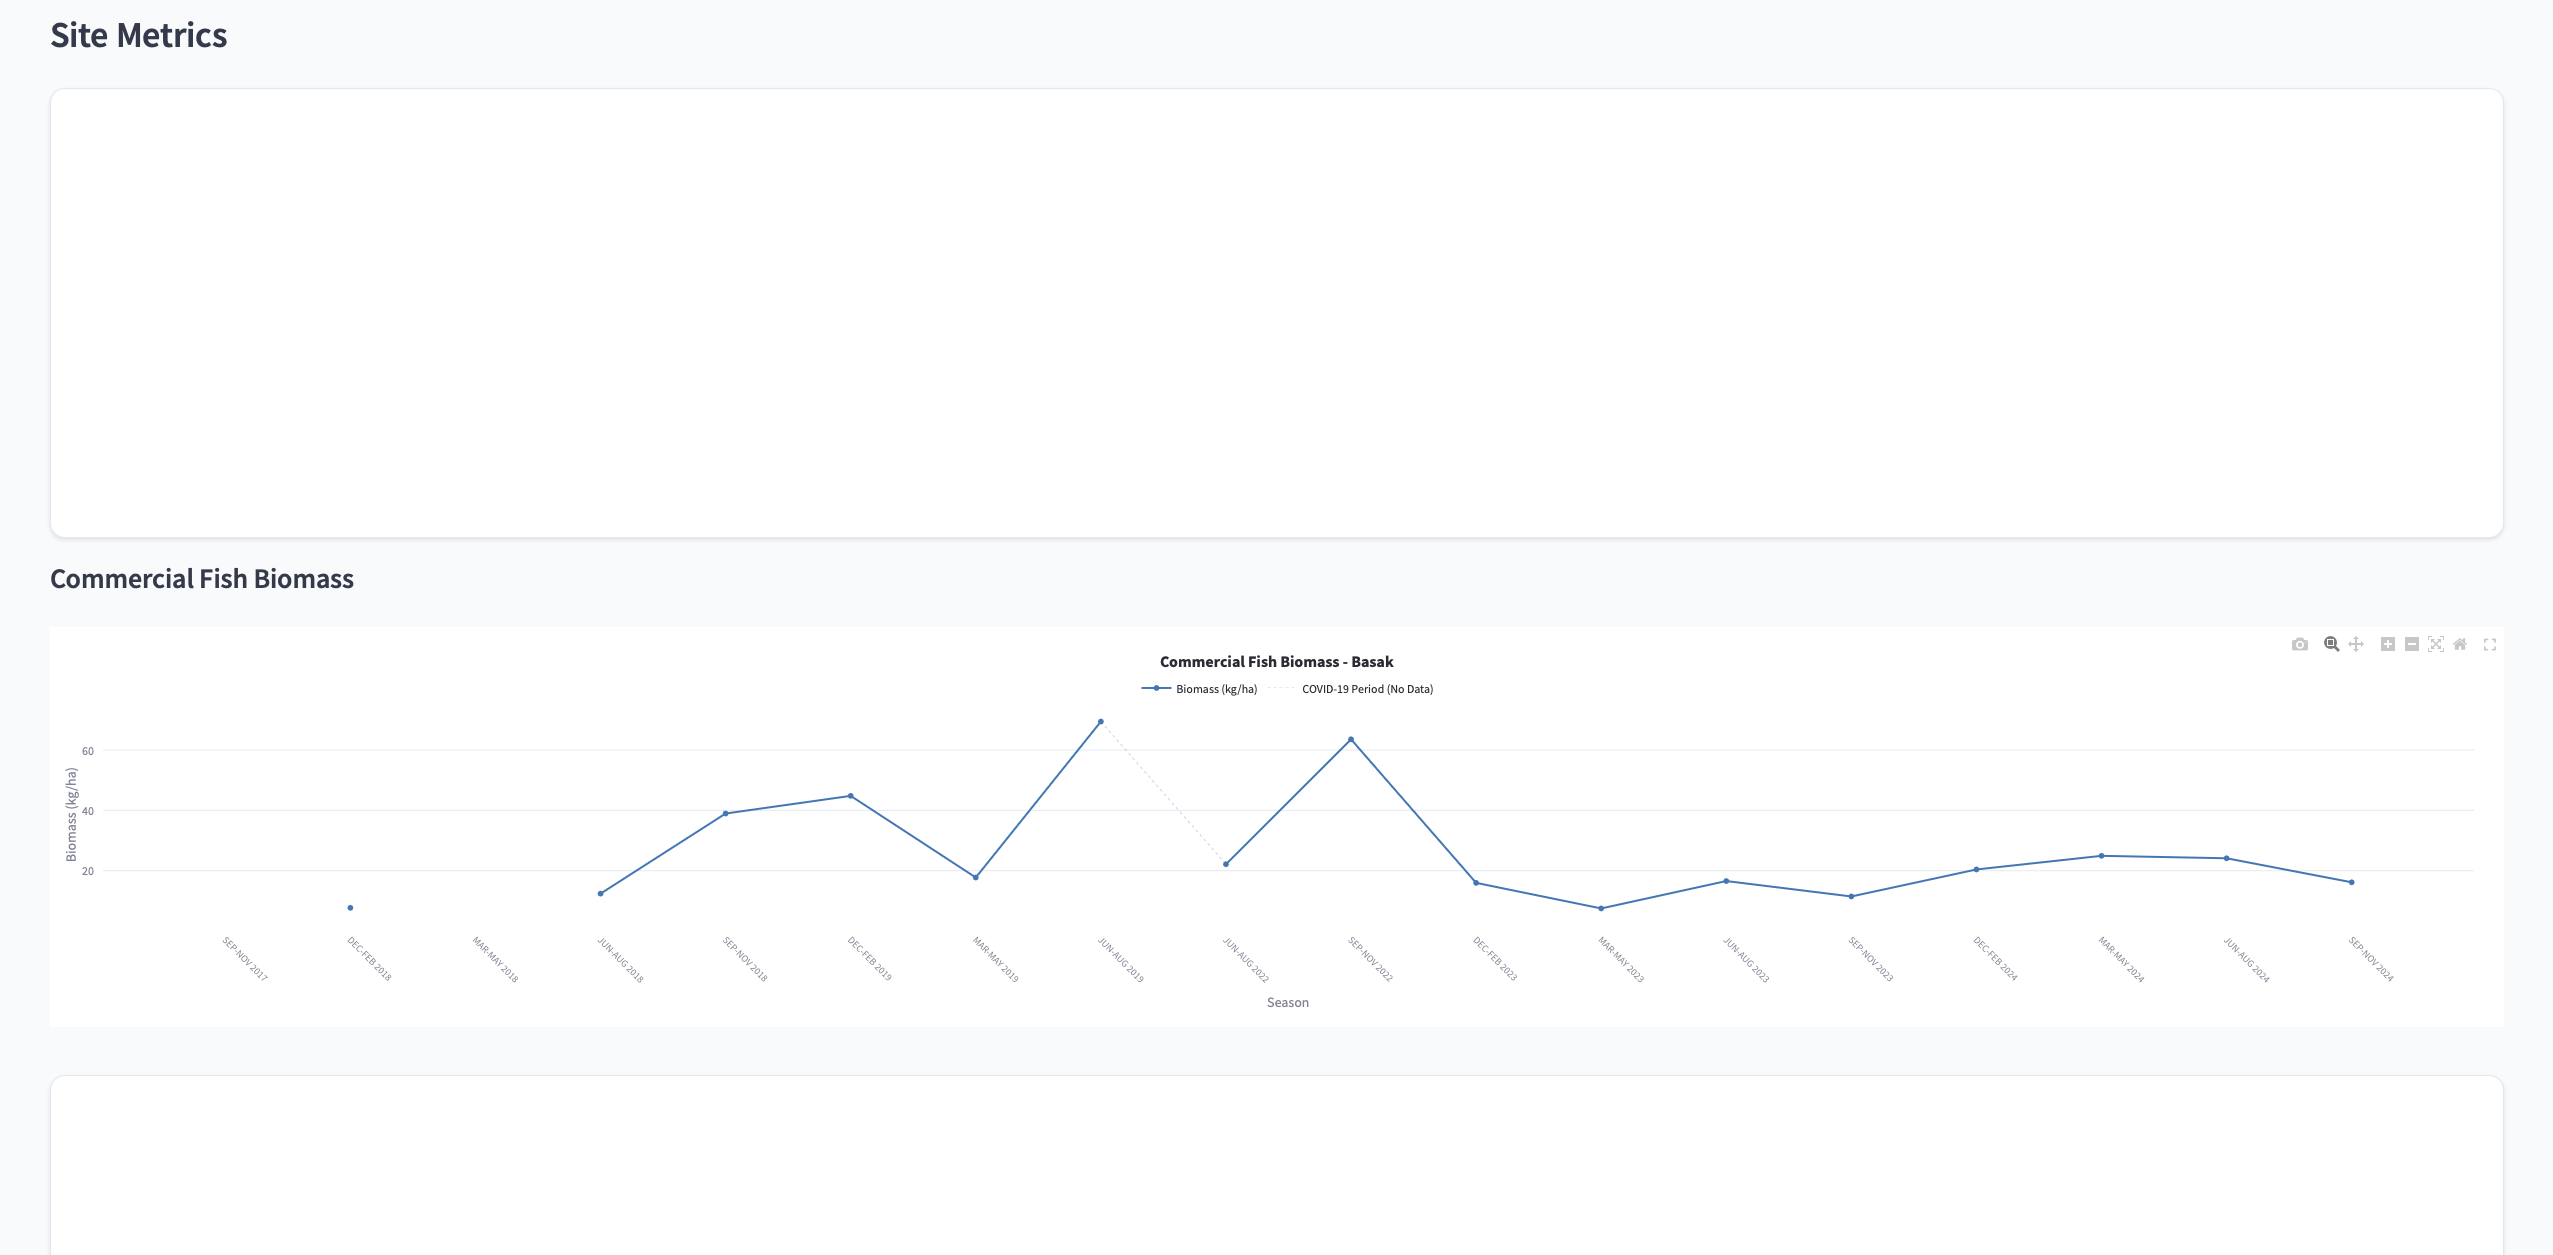 Site Metrics
Commercial Fish Biomass
Commercial Fish Biomass - Basak
Biomass (kg/ha)
COVID-19 Period (No Data)
60
40
20
Biomass (kg/ha)
SEP-NOV 2017
DEC-FEB 2018
MAR-MAY 2018
JUN-AUG 2018
SEP-NOV 2018
DEC-FEB 2019
MAR-MAY 2019
JUN-AUG 2019
JUN-AUG 2022
SEP-NOV 2022
DEC-FEB 2023
MAR-MAY 2023
JUN-AUG 2023
SEP-NOV 2023
DEC-FEB 2024
MAR-MAY 2024
JUN-AUG 2024
SEP-NOV 2024
Season